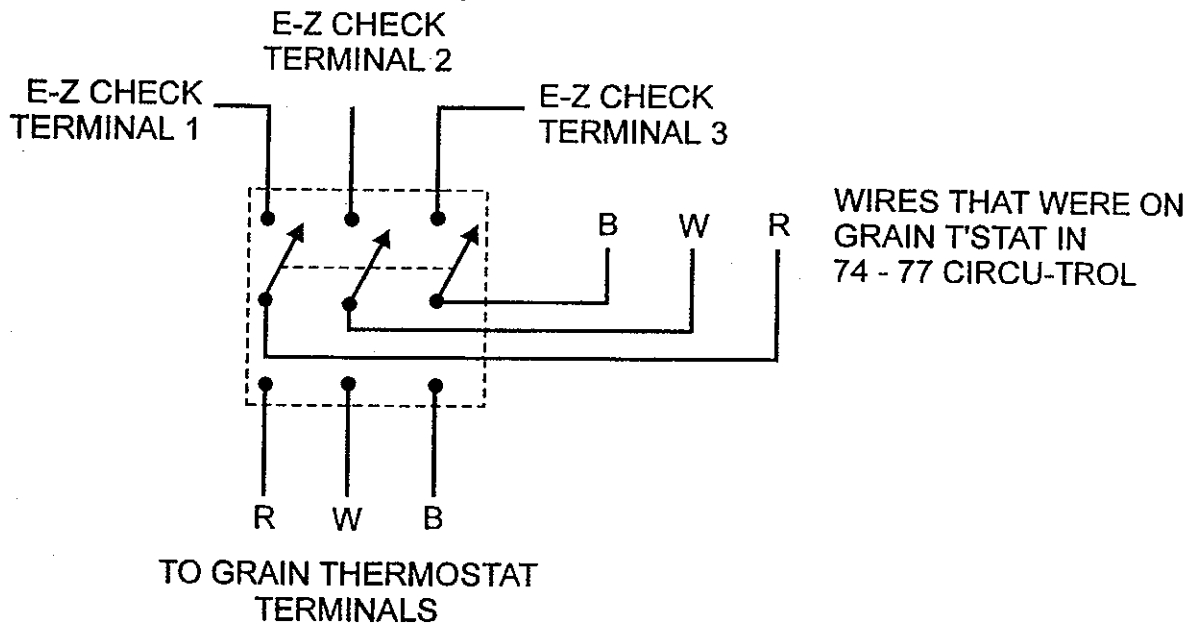 E-Z CHECK
TERMINAL 2
E-Z CHECK
TERMINAL 1
E-Z CHECK
TERMINAL 3
B W R
WIRES THAT WERE ON
GRAIN T'STAT IN
74 - 77 CIRCU-TROL
R W B
TO GRAIN THERMOSTAT
TERMINALS